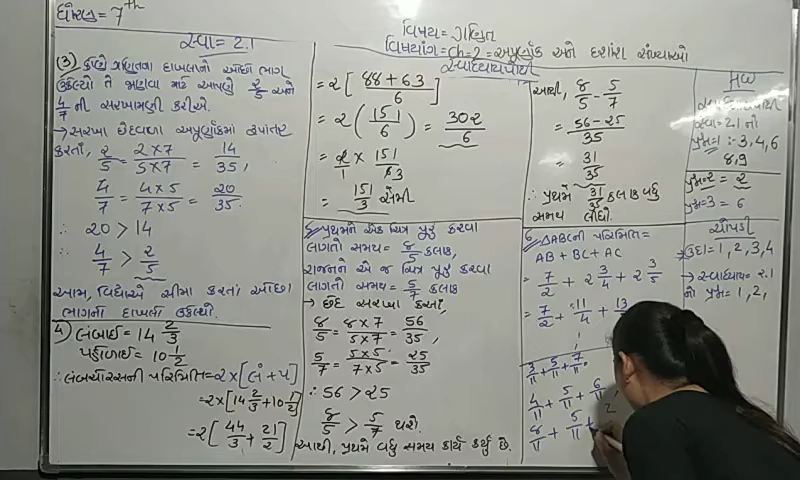 ધોરણ = 7th
વિષય = ગણિત
વિષયાંગ = ch = 2 = અપૂર્ણાંક અને દશાંશ સંખ્યાઓ
સ્વાધ્યાયપોથી
સ્વા = 2.1
(3) કોણે ગણતના દાખલાનો ઓછો ભાગ
ઉકેલ્યો તે જાણવા માટે આપણે 2/5 અને
4/7 ની સરખામણી કરીએ.
→ સરખા છેદવાળા અપૂર્ણાંકમાં રૂપાંતર
કરતાં, 2/5 = 2×7/5×7 = 14/35,
4/7 = 4×5/7×5 = 20/35.
∴ 20 > 14
∴ 4/7 > 2/5
આમ, વિદ્યાએ સીમા કરતાં ઓછા
ભાગના દાખલા ઉકેલ્યો.
4) લંબાઈ = 14 2/3
પહોળાઈ = 10 1/2
∴ લંબચોરસની પરિમિતિ = 2×[લં + પ]
= 2×[14 2/3 + 10 1/2]
= 2[44/3 + 21/2]
= 2[88+63/6]
= 2(151/6) = 302/6
= 2/1 × 151/63
= 151/3 સેમી
5 પ્રથમને એક ચિત્ર પૂરું કરવા
લાગતો સમય = 8/5 કલાક,
રાજનને એ જ ચિત્ર પૂરું કરવા
લાગતો સમય = 5/7 કલાક
→ છેદ સરખા કરતાં,
8/5 = 8×7/5×7 = 56/35,
5/7 = 5×5/7×5 = 25/35
∴ 56 > 25
8/5 > 5/7 થશે.
આથી, પ્રથમે વધુ સમય કાર્ય કર્યું છે.
આથી, 8/5 - 5/7
= 56-25/35
= 31/35
∴ પ્રથમે 31/35 કલાક વધુ
સમય લીધો.
6 △ABCની પરિમિતિ =
AB + BC + AC
= 7/2 + 2 3/4 + 2 3/5
= 7/2 + 11/4 + 13
3/11 + 5/11 + 7/11.
4/11 + 5/11 + 6/11
8/11 + 5/11 + 2
HW
સ્વા = 2.1 નો
પ્રશ્ન = 1 :- 3, 4, 6
8, 9
પ્રશ્ન = 2 = 2
પ્રશ્ન = 3 = 6
ચોપડી
ઉદા = 1, 2, 3, 4
→ સ્વાધ્યાય = 2.1
નો પ્રશ્ન = 1, 2,